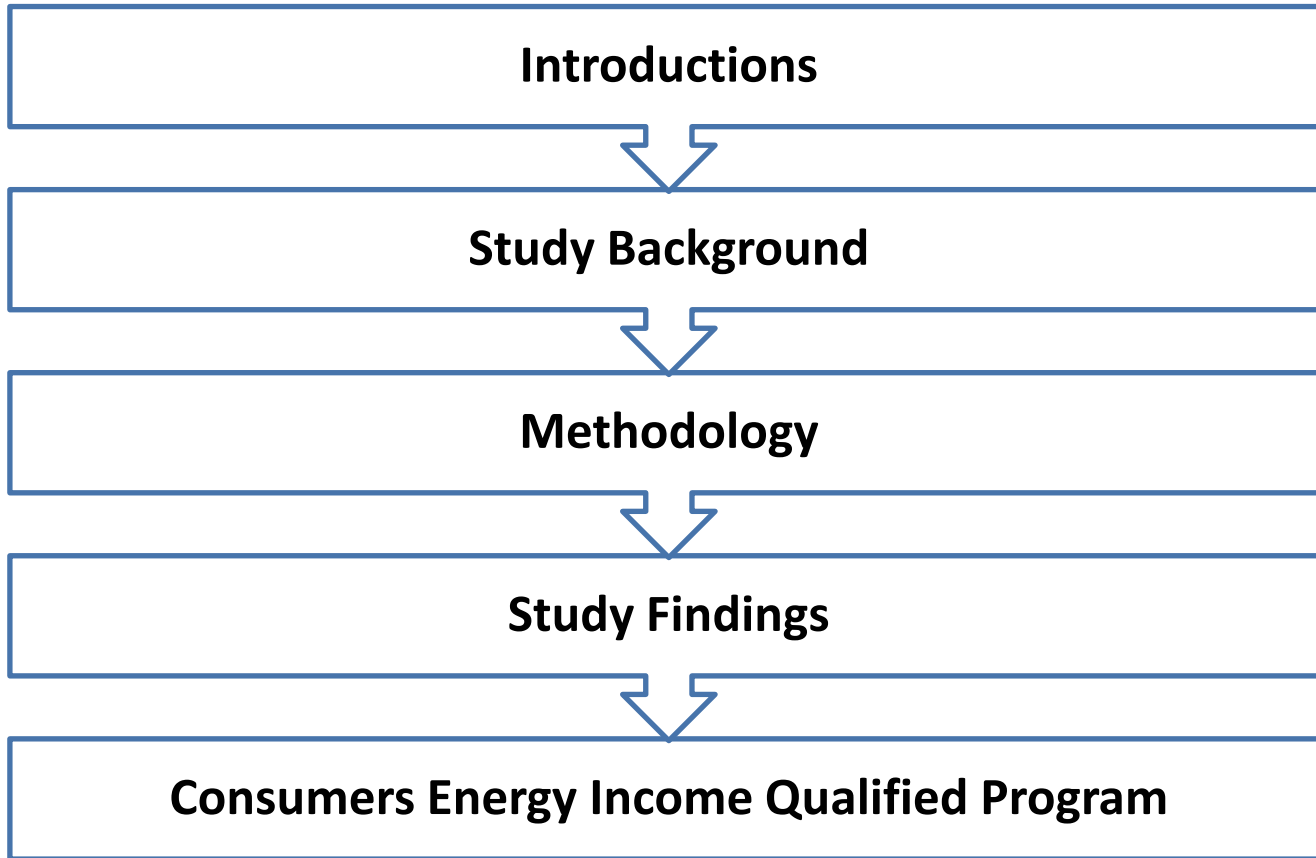 Introductions
Study Background
Methodology
Study Findings
Consumers Energy Income Qualified Program